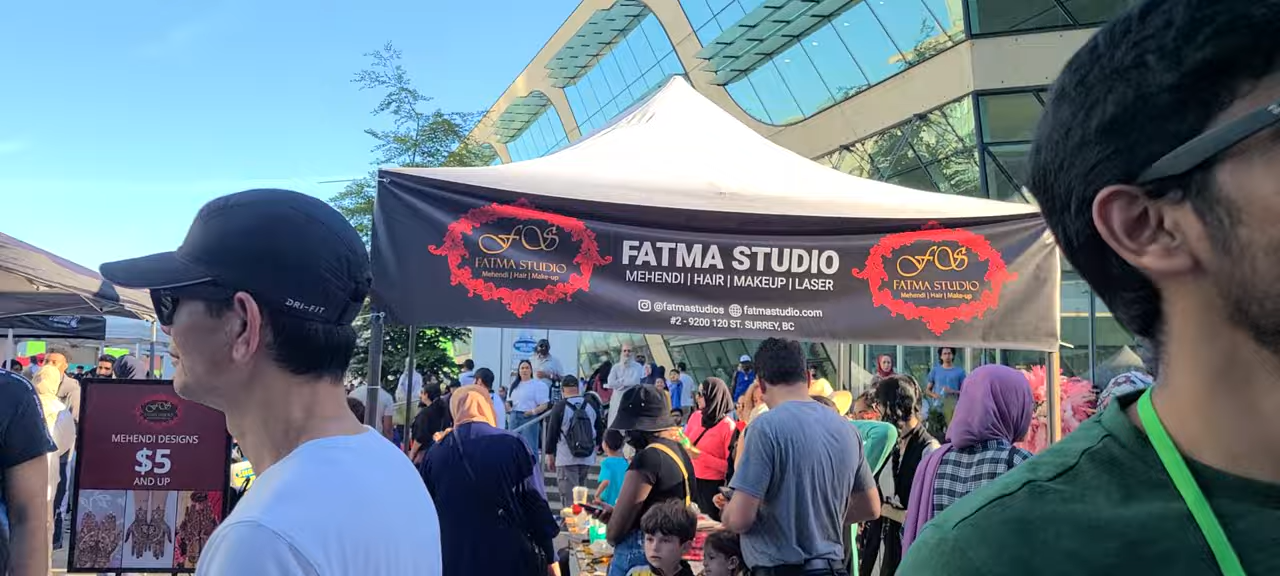 FS
FATMA STUDIO
Mehendi | Hair | Make-up
FATMA STUDIO
MEHENDI | HAIR | MAKEUP | LASER
@fatmastudios fatmastudio.com
#2 - 9200 120 ST. SURREY, BC
FS
FATMA STUDIO
Mehendi | Hair | Make-up
DRI-FIT
MEHENDI DESIGNS
$5
AND UP